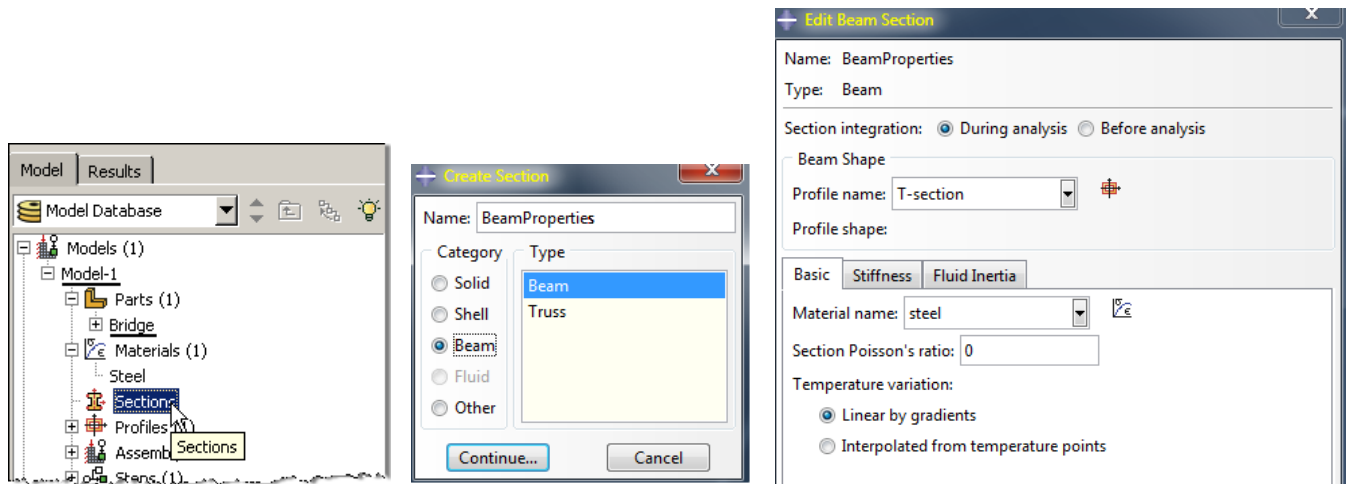 Model Results
Model Database
Models (1)
Model-1
Parts (1)
Bridge
Materials (1)
Steel
Sections
Profiles
Sections
Assemb
Steps (1)
Create Section
X
Name: BeamProperties
Category Type
Solid Beam
Shell Truss
Beam
Fluid
Other
Continue... Cancel
Edit Beam Section
X
Name: BeamProperties
Type: Beam
Section integration: During analysis Before analysis
Beam Shape
Profile name: T-section
Profile shape:
Basic Stiffness Fluid Inertia
Material name: steel
Section Poisson's ratio: 0
Temperature variation:
Linear by gradients
Interpolated from temperature points